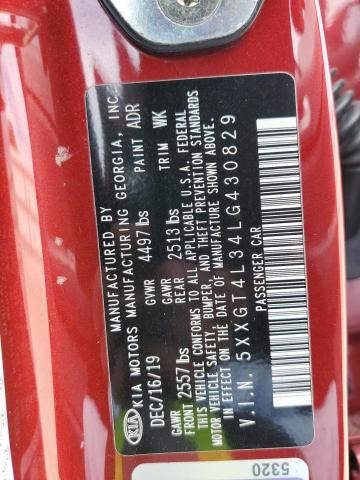 KIA
MANUFACTURED BY
KIA MOTORS MANUFACTURING GEORGIA, INC.
DEC/16/19
GVWR
4497 lbs
PAINT ADR
GAWR
FRONT 2557 lbs
GAWR
REAR 2513 lbs
TRIM WK
THIS VEHICLE CONFORMS TO ALL APPLICABLE U.S.A. FEDERAL
MOTOR VEHICLE SAFETY, BUMPER, AND THEFT PREVENTION STANDARDS
IN EFFECT ON THE DATE OF MANUFACTURE SHOWN ABOVE.
V.I.N. 5XXGT4L34LG430829
PASSENGER CAR
5320